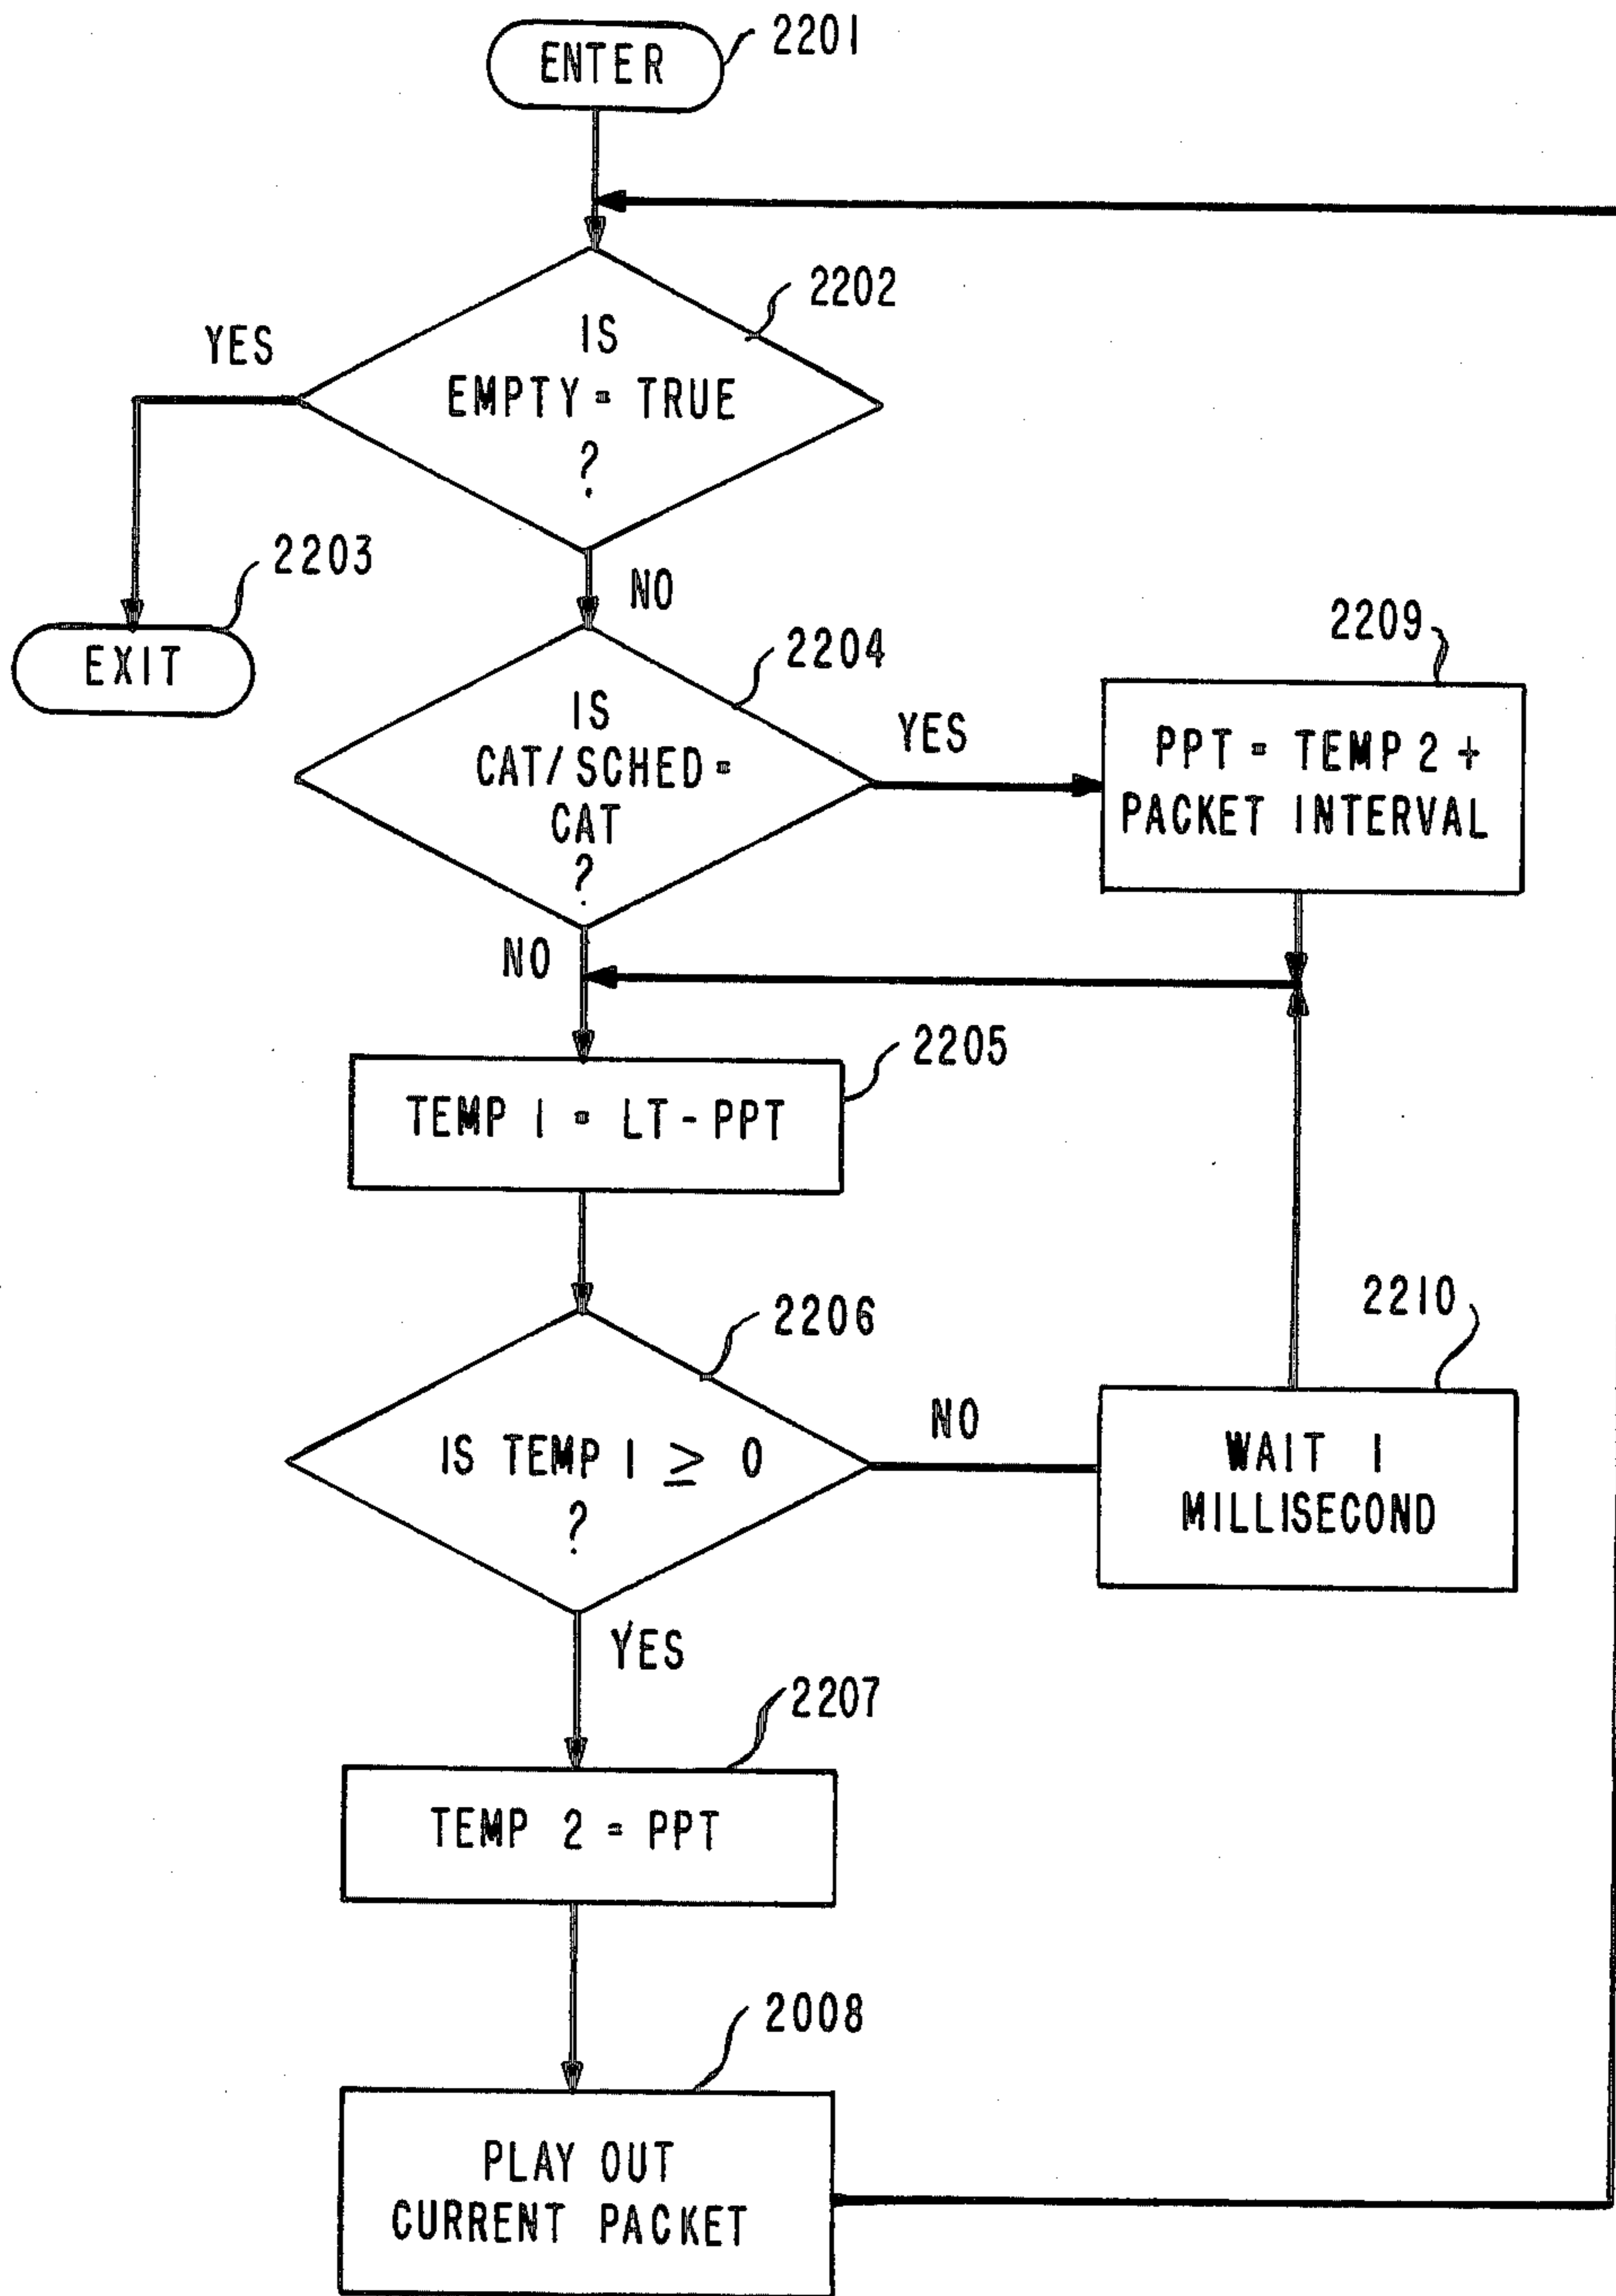 ENTER
2201
2202
IS
EMPTY = TRUE
?
YES
NO
2203
EXIT
2204
IS
CAT/SCHED =
CAT
?
YES
NO
2209
PPT = TEMP 2 +
PACKET INTERVAL
2205
TEMP 1 = LT - PPT
2206
IS TEMP 1 ≥ 0
?
NO
YES
2210
WAIT 1
MILLISECOND
2207
TEMP 2 = PPT
2008
PLAY OUT
CURRENT PACKET